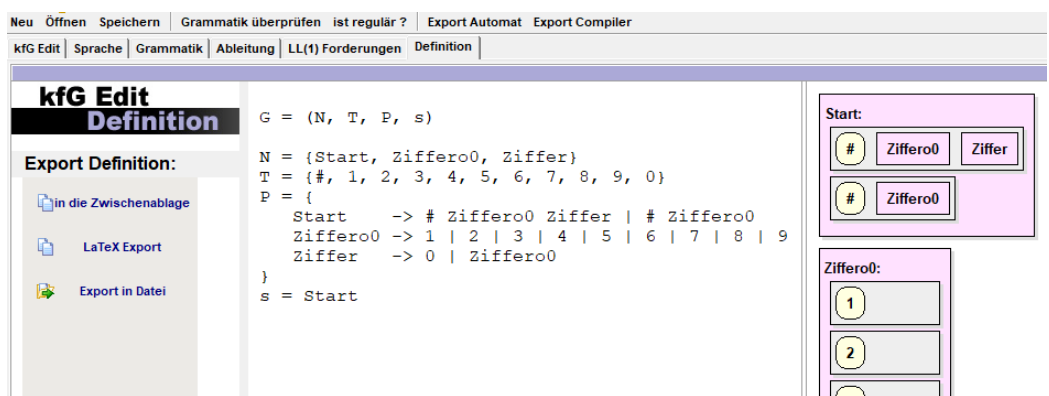 Neu Öffnen Speichern Grammatik überprüfen ist regulär ? Export Automat Export Compiler
kfG Edit Sprache Grammatik Ableitung LL(1) Forderungen Definition
kfG Edit
Definition
Export Definition:
in die Zwischenablage
LaTeX Export
Export in Datei
G = (N, T, P, s)
N = {Start, Ziffero0, Ziffer}
T = {#, 1, 2, 3, 4, 5, 6, 7, 8, 9, 0}
P = {
Start -> # Ziffero0 Ziffer | # Ziffero0
Ziffero0 -> 1 | 2 | 3 | 4 | 5 | 6 | 7 | 8 | 9
Ziffer -> 0 | Ziffero0
}
s = Start
Start:
# Ziffero0 Ziffer
# Ziffero0
Ziffero0:
1
2